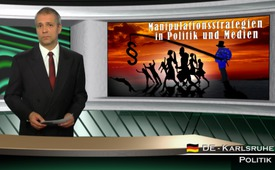 Manipulationsstrategien
in Politik und Medien
§
DE - Karlsruhe
Politik